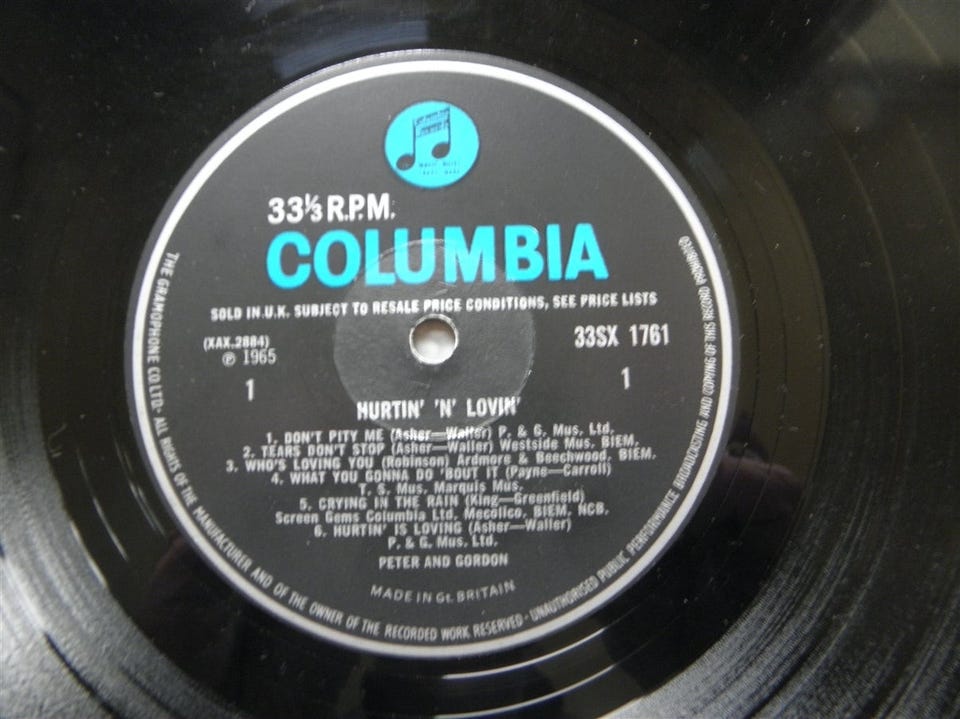 33⅓ R.P.M.
COLUMBIA
SOLD IN U.K. SUBJECT TO RESALE PRICE CONDITIONS, SEE PRICE LISTS
(XAX.2884)
℗ 1965
33SX 1761
1
1
HURTIN' 'N' LOVIN'
1. DON'T PITY ME (Asher—Waller) P. & G. Mus. Ltd.
2. TEARS DON'T STOP (Asher—Waller) Westside Mus. BIEM.
3. WHO'S LOVING YOU (Robinson) Ardmore & Beechwood. BIEM.
4. WHAT YOU GONNA DO 'BOUT IT (Payne—Carroll)
T. S. Mus. Marquis Mus.
5. CRYING IN THE RAIN (King—Greenfield)
Screen Gems Columbia Ltd. Mecolico, BIEM, NCB.
6. HURTIN' IS LOVING (Asher—Waller)
P. & G. Mus. Ltd.
PETER AND GORDON
MADE IN Gt. BRITAIN
THE GRAMOPHONE CO. LTD. · ALL RIGHTS OF THE MANUFACTURER AND OF THE OWNER OF THE RECORDED WORK RESERVED · UNAUTHORISED PUBLIC PERFORMANCE BROADCASTING AND COPYING OF THIS RECORD PROHIBITED